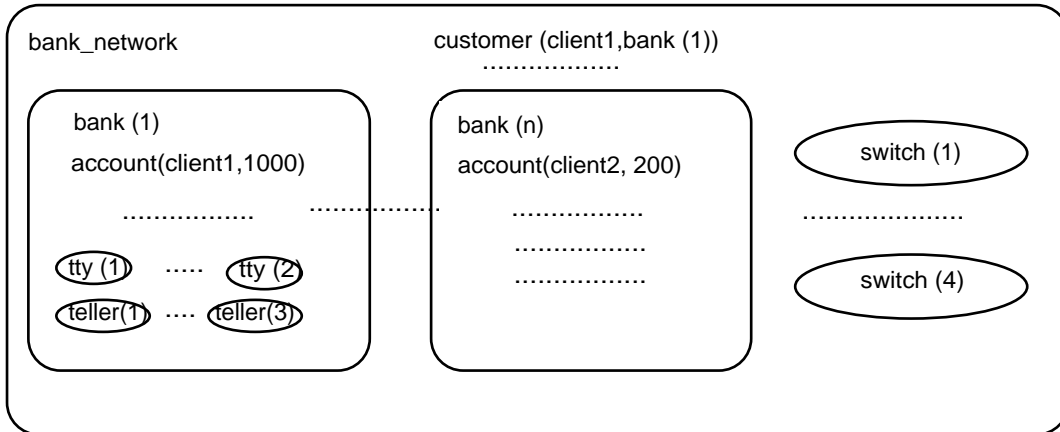 bank_network
customer (client1,bank (1))
..................
bank (1)
account(client1,1000)
.................
tty (1) ..... tty (2)
teller(1) .... teller(3)
.................
bank (n)
account(client2, 200)
.................
.................
.................
switch (1)
.....................
switch (4)